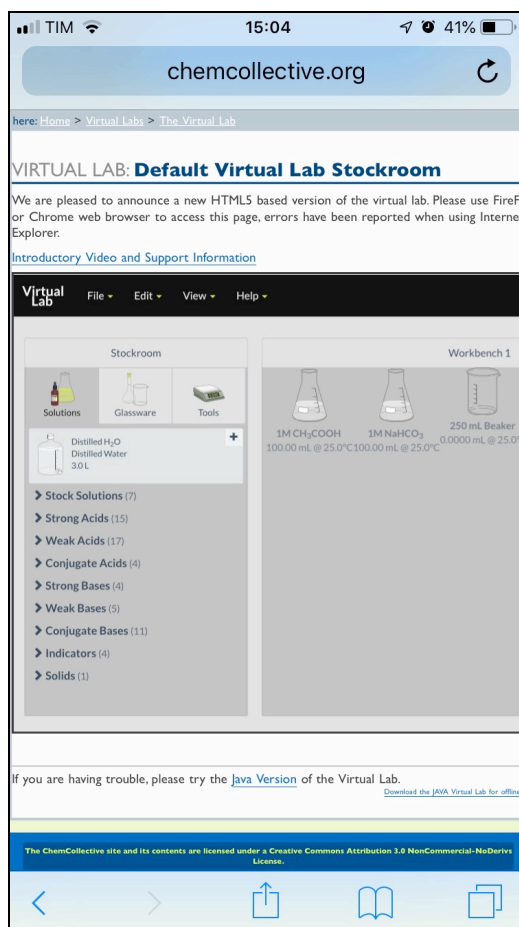 TIM 15:04 41%
chemcollective.org
here: Home > Virtual Labs > The Virtual Lab
VIRTUAL LAB: Default Virtual Lab Stockroom
We are pleased to announce a new HTML5 based version of the virtual lab. Please use FireF
or Chrome web browser to access this page, errors have been reported when using Interne
Explorer.
Introductory Video and Support Information
Virtual Lab File Edit View Help
Stockroom
Workbench 1
Solutions Glassware Tools
Distilled H₂O
Distilled Water
3.0 L
+
1M CH₃COOH
100.00 mL @ 25.0°C
1M NaHCO₃
100.00 mL @ 25.0°C
250 mL Beaker
0.0000 mL @ 25.0°
Stock Solutions (7)
Strong Acids (15)
Weak Acids (17)
Conjugate Acids (4)
Strong Bases (4)
Weak Bases (5)
Conjugate Bases (11)
Indicators (4)
Solids (1)
If you are having trouble, please try the Java Version of the Virtual Lab.
Download the JAVA Virtual Lab for offline
The ChemCollective site and its contents are licensed under a Creative Commons Attribution 3.0 NonCommercial-NoDerivs
License.